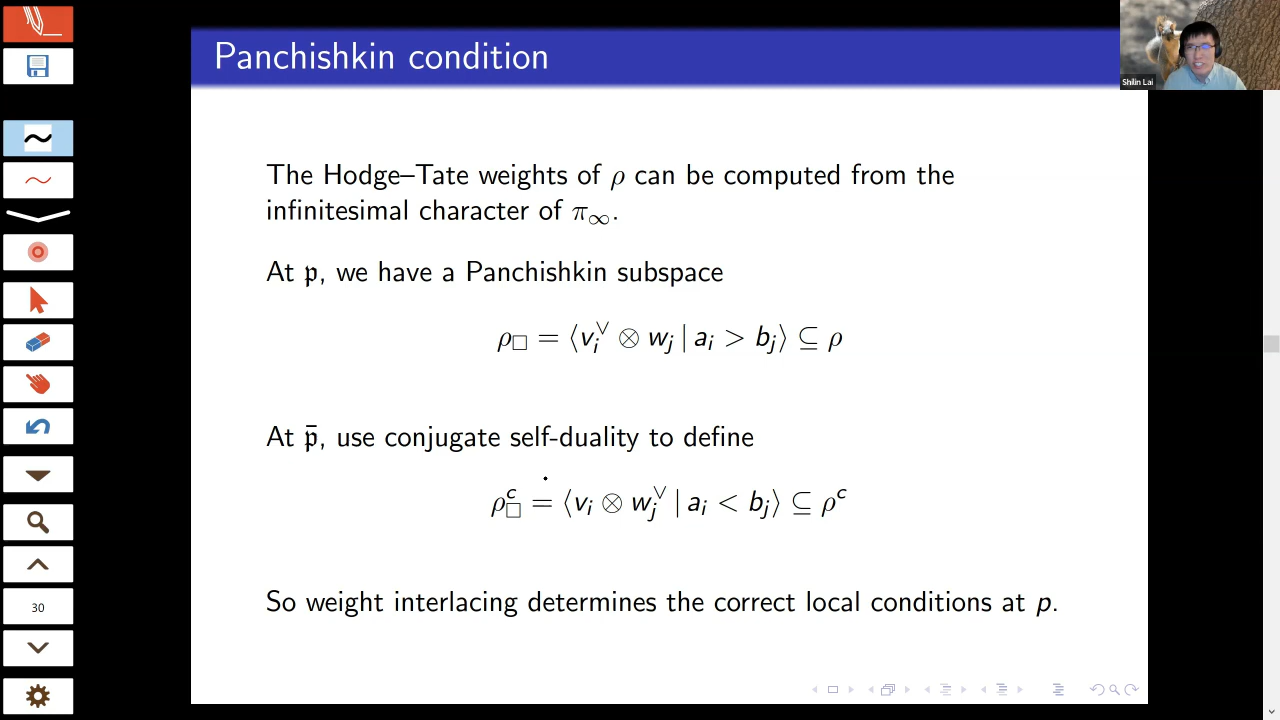 Panchishkin condition
Shilin Lai
The Hodge–Tate weights of ρ can be computed from the
infinitesimal character of π∞.
At 𝔭, we have a Panchishkin subspace
ρ□ = ⟨vᵢ^∨ ⊗ wⱼ | aᵢ > bⱼ⟩ ⊆ ρ
At 𝔭̄, use conjugate self-duality to define
ρ□^c = ⟨vᵢ ⊗ wⱼ^∨ | aᵢ < bⱼ⟩ ⊆ ρ^c
So weight interlacing determines the correct local conditions at p.
30